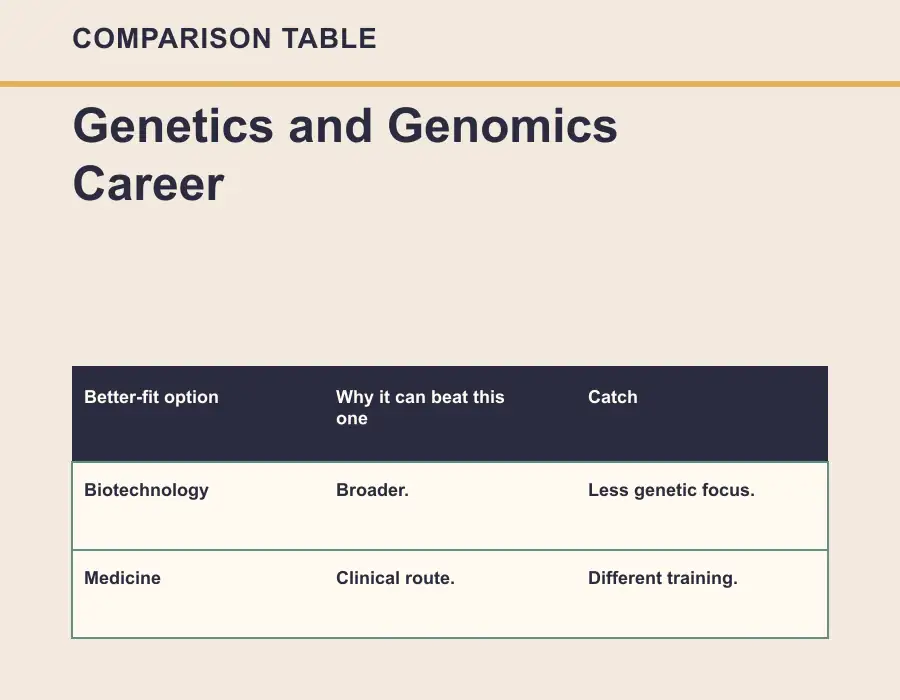 COMPARISON TABLE
Genetics and Genomics
Career
Better-fit option
Why it can beat this
one
Catch
Biotechnology
Broader.
Less genetic focus.
Medicine
Clinical route.
Different training.